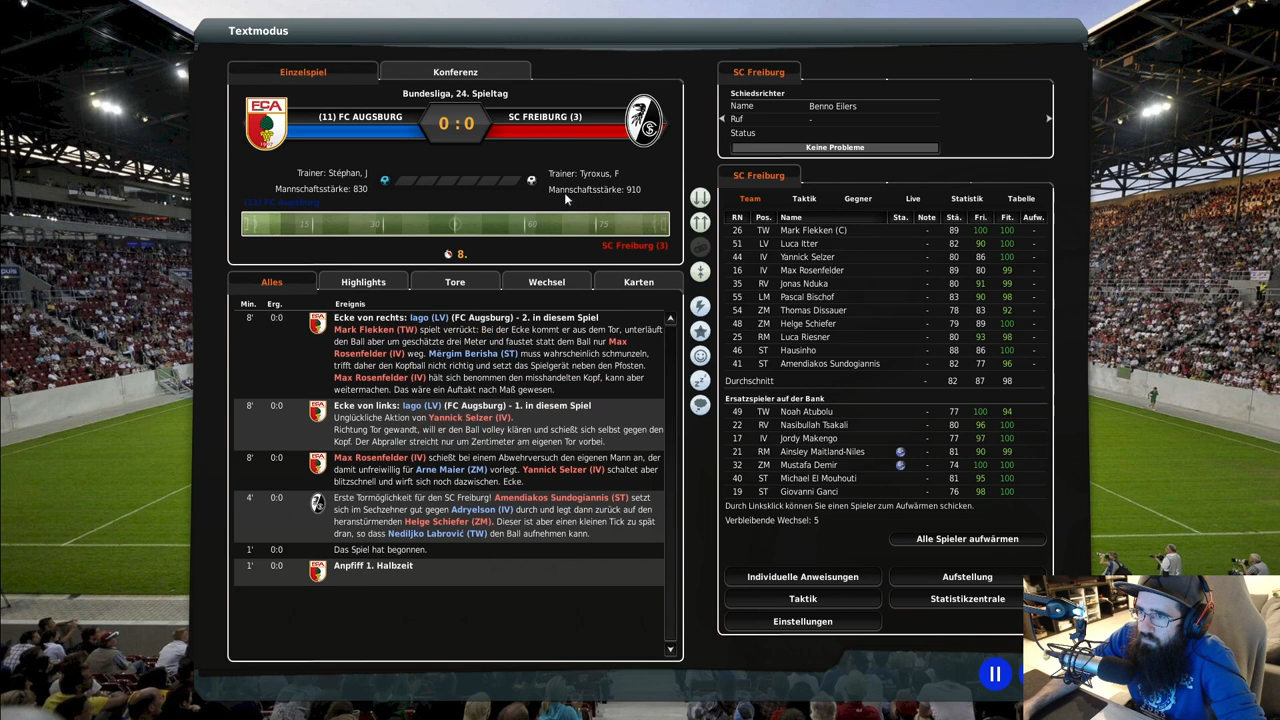 Textmodus
Einzelspiel
Konferenz
Bundesliga, 24. Spieltag
(11) FC AUGSBURG
0 : 0
SC FREIBURG (3)
Trainer: Stéphan, J
Mannschaftsstärke: 830
Trainer: Tyroxus, F
Mannschaftsstärke: 910
(11) FC Augsburg
15
30
60
75
SC Freiburg (3)
8.
Alles
Highlights
Tore
Wechsel
Karten
Min.
Erg.
Ereignis
8'
0:0
Ecke von rechts: Iago (LV) (FC Augsburg) - 2. in diesem Spiel
Mark Flekken (TW) spielt verrückt: Bei der Ecke kommt er aus dem Tor, unterläuft
den Ball aber um geschätzte drei Meter und faustet statt dem Ball nur Max
Rosenfelder (IV) weg. Mërgim Berisha (ST) muss wahrscheinlich schmunzeln,
trifft daher den Kopfball nicht richtig und setzt das Spielgerät neben den Pfosten.
Max Rosenfelder (IV) hält sich benommen den misshandelten Kopf, kann aber
weitermachen. Das wäre ein Auftakt nach Maß gewesen.
8'
0:0
Ecke von links: Iago (LV) (FC Augsburg) - 1. in diesem Spiel
Unglückliche Aktion von Yannick Selzer (IV).
Richtung Tor gewandt, will er den Ball volley klären und schießt sich selbst gegen den
Kopf. Der Abpraller streicht nur um Zentimeter am eigenen Tor vorbei.
8'
0:0
Max Rosenfelder (IV) schießt bei einem Abwehrversuch den eigenen Mann an, der
damit unfreiwillig für Arne Maier (ZM) vorlegt. Yannick Selzer (IV) schaltet aber
blitzschnell und wirft sich noch dazwischen. Ecke.
4'
0:0
Erste Tormöglichkeit für den SC Freiburg! Amendiakos Sundogiannis (ST) setzt
sich im Sechzehner gut gegen Adryelson (IV) durch und legt dann zurück auf den
heranstürmenden Helge Schiefer (ZM). Dieser ist aber einen kleinen Tick zu spät
dran, so dass Nediljko Labrović (TW) den Ball aufnehmen kann.
1'
0:0
Das Spiel hat begonnen.
1'
0:0
Anpfiff 1. Halbzeit
SC Freiburg
Schiedsrichter
Name Benno Eilers
Ruf -
Status
Keine Probleme
SC Freiburg
Team Taktik Gegner Live Statistik Tabelle
RN Pos. Name Sta. Note Stä. Fri. Fit. Aufw.
26 TW Mark Flekken (C) - 89 100 100 -
51 LV Luca Itter - 82 90 100 -
44 IV Yannick Selzer - 80 86 100 -
16 IV Max Rosenfelder - 89 80 99 -
35 RV Jonas Nduka - 80 91 99 -
55 LM Pascal Bischof - 83 90 98 -
54 ZM Thomas Dissauer - 78 83 92 -
48 ZM Helge Schiefer - 79 89 100 -
25 RM Luca Riesner - 80 93 98 -
46 ST Hausinho - 88 86 100 -
41 ST Amendiakos Sundogiannis - 82 77 96 -
Durchschnitt - 82 87 98
Ersatzspieler auf der Bank
49 TW Noah Atubolu - 77 100 94
22 RV Nasibullah Tsakali - 80 96 100
17 IV Jordy Makengo - 77 97 100
21 RM Ainsley Maitland-Niles - 81 90 99
32 ZM Mustafa Demir - 74 100 100
40 ST Michael El Mouhouti - 81 95 100
19 ST Giovanni Ganci - 76 98 100
Durch Linksklick können Sie einen Spieler zum Aufwärmen schicken.
Verbleibende Wechsel: 5
Alle Spieler aufwärmen
Individuelle Anweisungen
Aufstellung
Taktik
Statistikzentrale
Einstellungen